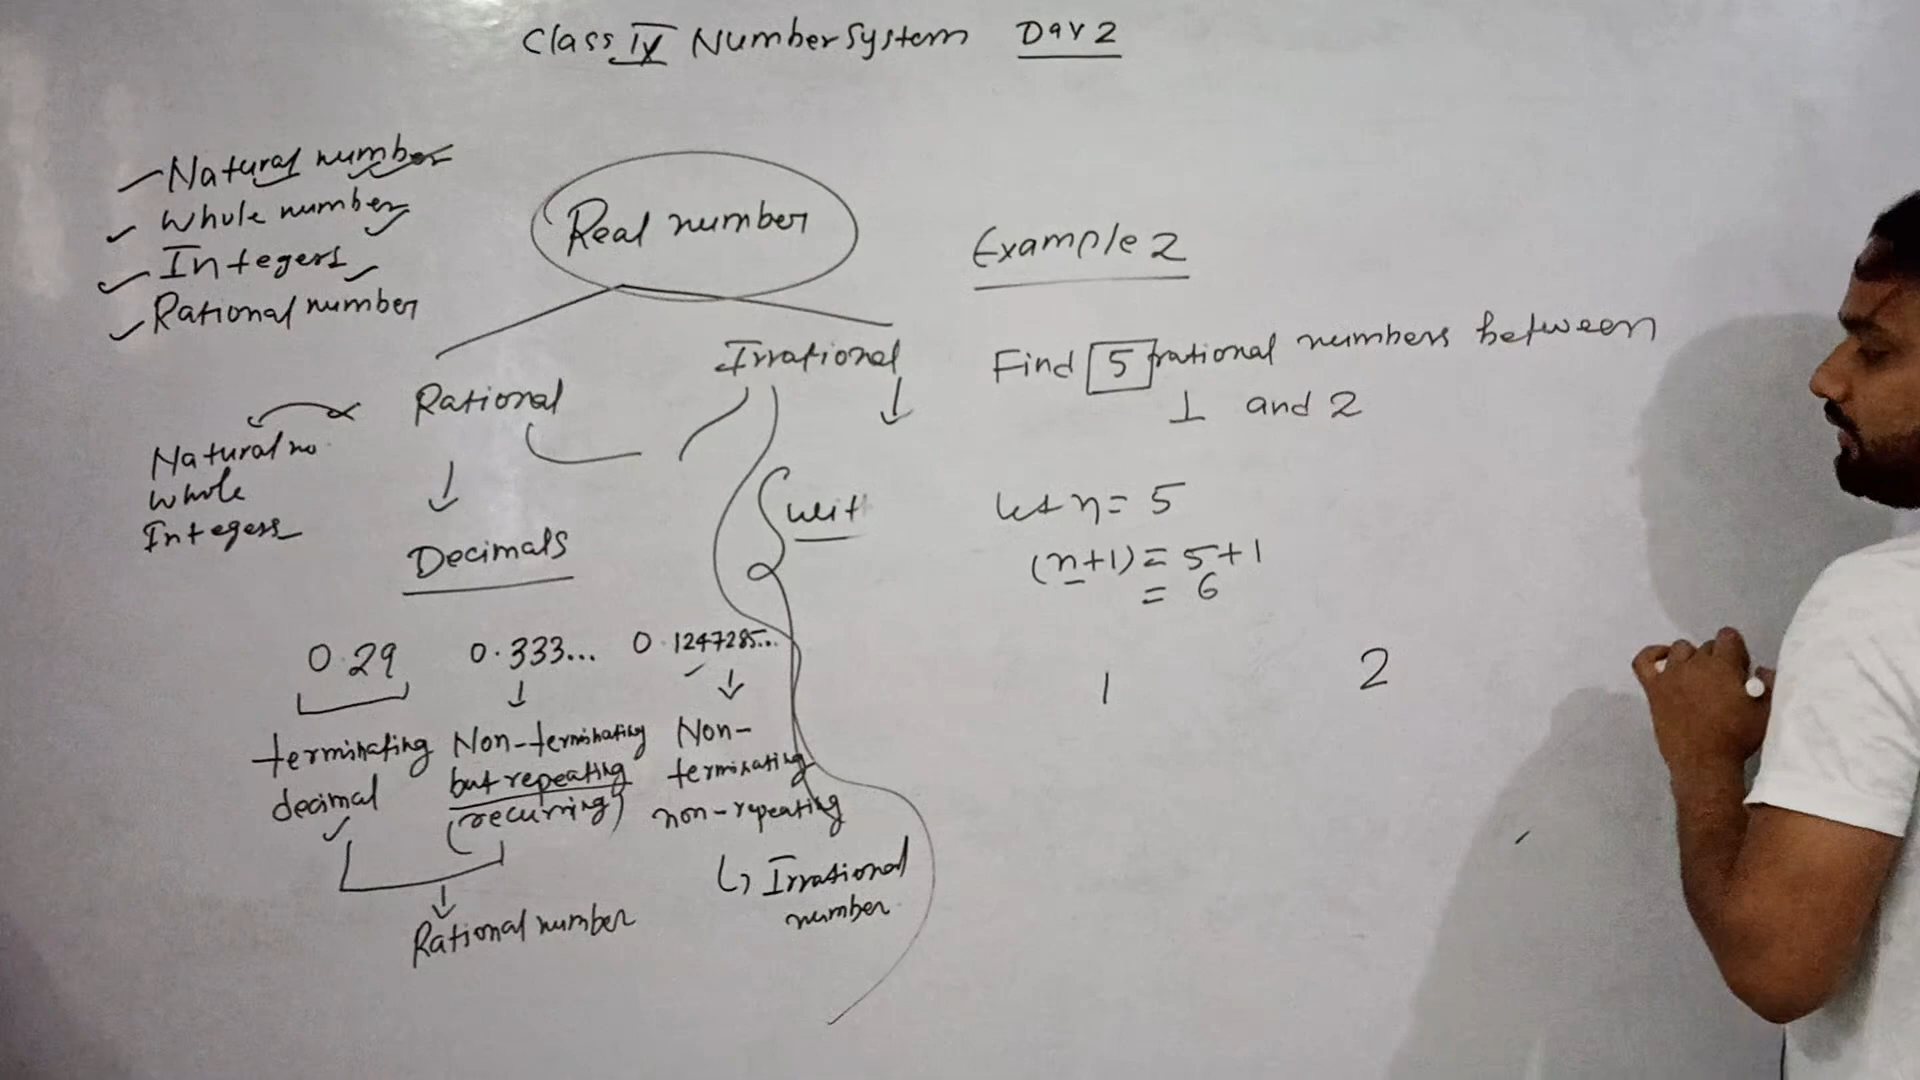 Class IX Number System Day 2
Natural number
Whole number
Integers
Rational number
Real number
Rational
Irrational
Natural no.
Whole
Integers
Decimals
0.29
0.333...
0.1247285...
terminating
decimal
Non-terminating
but repeating
(recurring)
Non-
terminating
non-repeating
Rational number
Irrational
number
Example 2
Find 5 rational numbers between
1 and 2
let n = 5
(n+1) = 5+1
= 6
1 2